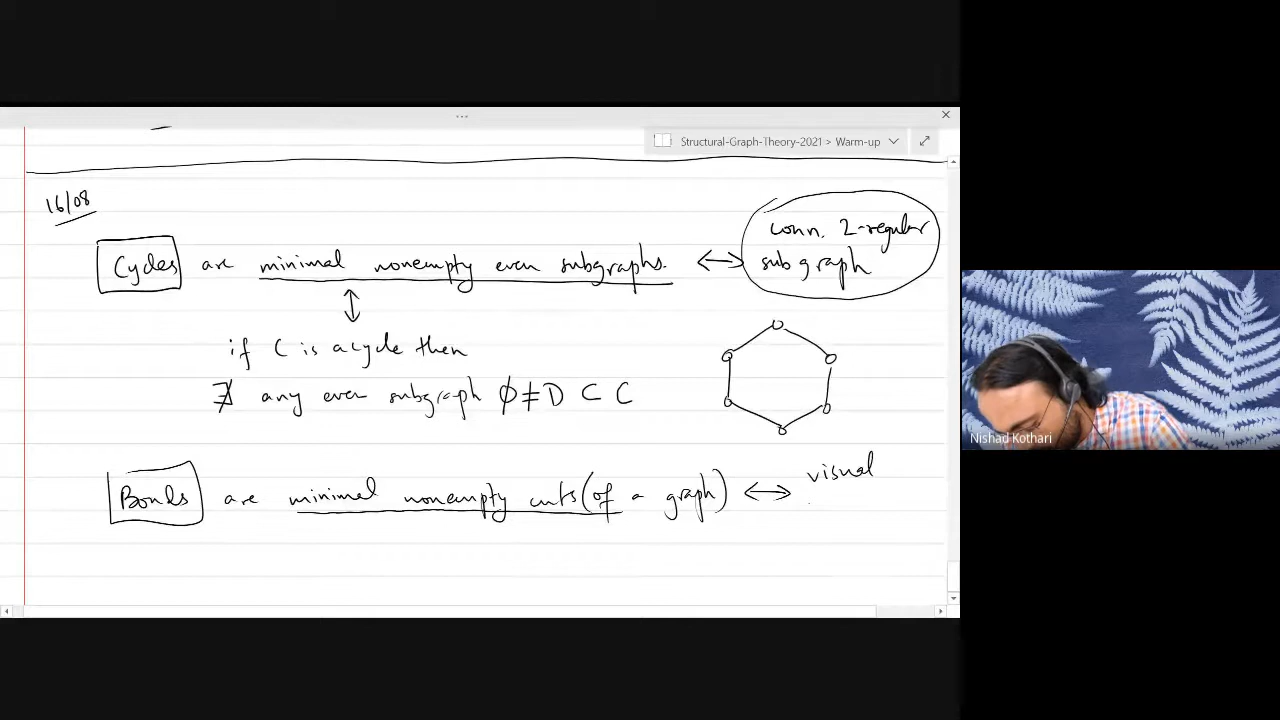 Structural-Graph-Theory-2021 > Warm-up
16/08
Cycles are minimal nonempty even subgraphs. ↔ conn. 2-regular
subgraph
if C is a cycle then
∄ any even subgraph ∅ ≠ D ⊂ C
Bonds are minimal nonempty cuts (of a graph) ↔ visual
Nishad Kothari